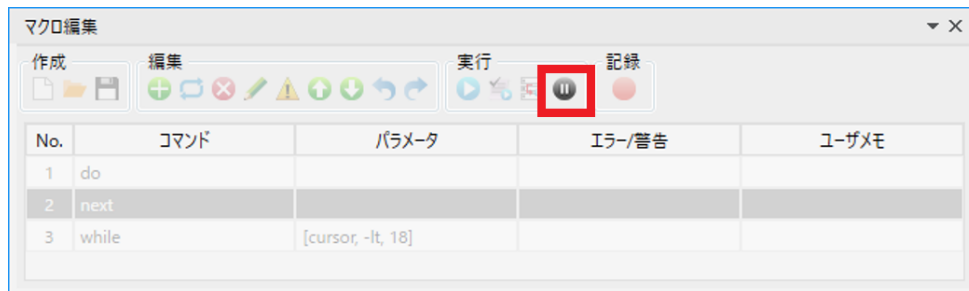 マクロ編集
作成 編集 実行 記録
No. コマンド パラメータ エラー/警告 ユーザメモ
1 do
2 next
3 while [cursor, -lt, 18]